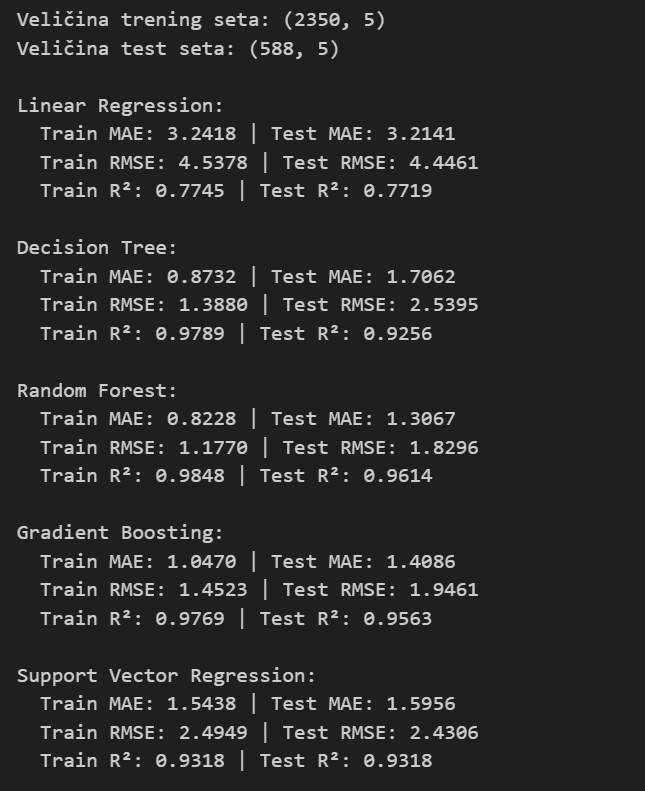 Veličina trening seta: (2350, 5)
Veličina test seta: (588, 5)
Linear Regression:
Train MAE: 3.2418 | Test MAE: 3.2141
Train RMSE: 4.5378 | Test RMSE: 4.4461
Train R²: 0.7745 | Test R²: 0.7719
Decision Tree:
Train MAE: 0.8732 | Test MAE: 1.7062
Train RMSE: 1.3880 | Test RMSE: 2.5395
Train R²: 0.9789 | Test R²: 0.9256
Random Forest:
Train MAE: 0.8228 | Test MAE: 1.3067
Train RMSE: 1.1770 | Test RMSE: 1.8296
Train R²: 0.9848 | Test R²: 0.9614
Gradient Boosting:
Train MAE: 1.0470 | Test MAE: 1.4086
Train RMSE: 1.4523 | Test RMSE: 1.9461
Train R²: 0.9769 | Test R²: 0.9563
Support Vector Regression:
Train MAE: 1.5438 | Test MAE: 1.5956
Train RMSE: 2.4949 | Test RMSE: 2.4306
Train R²: 0.9318 | Test R²: 0.9318